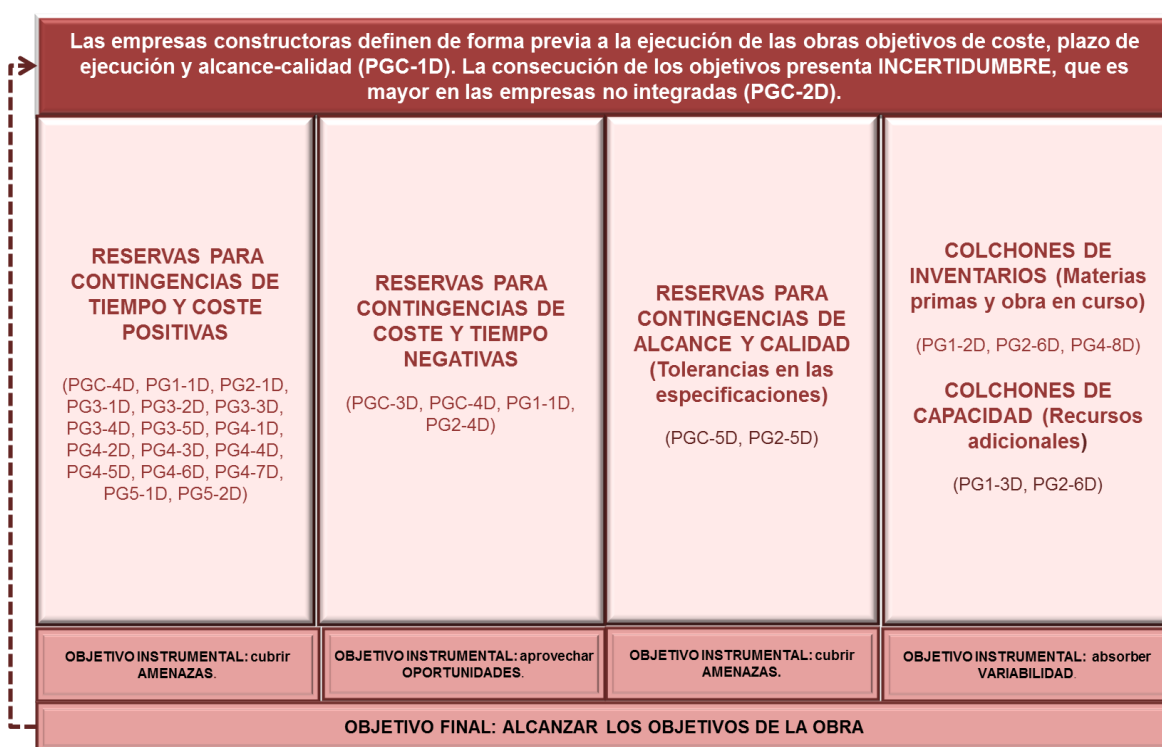 Las empresas constructoras definen de forma previa a la ejecución de las obras objetivos de coste, plazo de
ejecución y alcance-calidad (PGC-1D). La consecución de los objetivos presenta INCERTIDUMBRE, que es
mayor en las empresas no integradas (PGC-2D).
RESERVAS PARA
CONTINGENCIAS DE
TIEMPO Y COSTE
POSITIVAS
(PGC-4D, PG1-1D, PG2-1D,
PG3-1D, PG3-2D, PG3-3D,
PG3-4D, PG3-5D, PG4-1D,
PG4-2D, PG4-3D, PG4-4D,
PG4-5D, PG4-6D, PG4-7D,
PG5-1D, PG5-2D)
OBJETIVO INSTRUMENTAL: cubrir
AMENAZAS.
RESERVAS PARA
CONTINGENCIAS DE
COSTE Y TIEMPO
NEGATIVAS
(PGC-3D, PGC-4D, PG1-1D,
PG2-4D)
OBJETIVO INSTRUMENTAL: aprovechar
OPORTUNIDADES.
RESERVAS PARA
CONTINGENCIAS DE
ALCANCE Y CALIDAD
(Tolerancias en las
especificaciones)
(PGC-5D, PG2-5D)
OBJETIVO INSTRUMENTAL: cubrir
AMENAZAS.
COLCHONES DE
INVENTARIOS (Materias
primas y obra en curso)
(PG1-2D, PG2-6D, PG4-8D)
COLCHONES DE
CAPACIDAD (Recursos
adicionales)
(PG1-3D, PG2-6D)
OBJETIVO INSTRUMENTAL: absorber
VARIABILIDAD.
OBJETIVO FINAL: ALCANZAR LOS OBJETIVOS DE LA OBRA